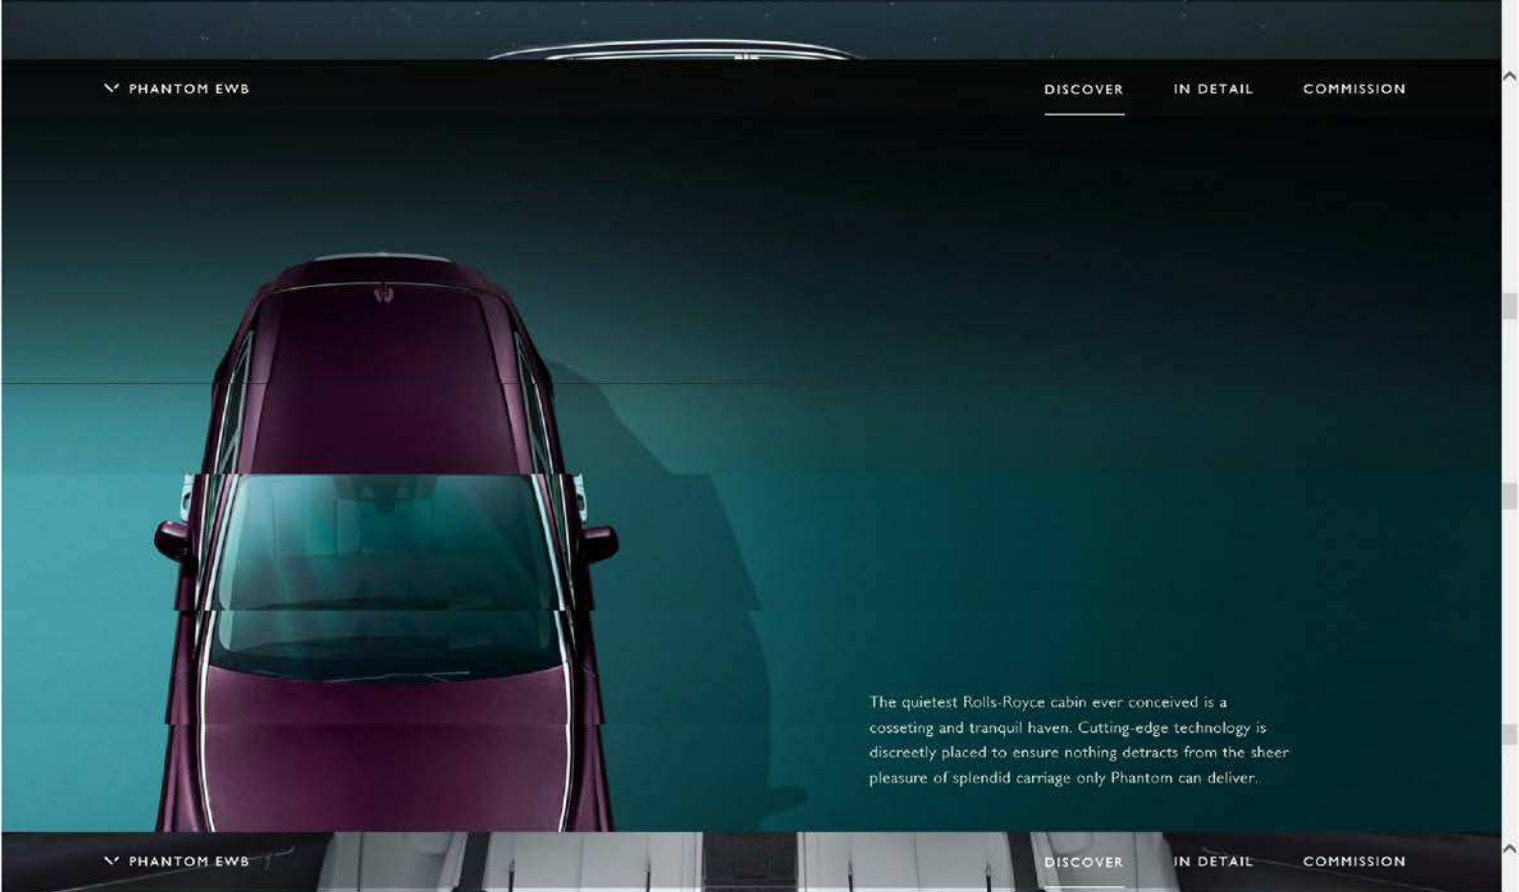 PHANTOM EWB
DISCOVER IN DETAIL COMMISSION
The quietest Rolls-Royce cabin ever conceived is a
cosseting and tranquil haven. Cutting-edge technology is
discreetly placed to ensure nothing detracts from the sheer
pleasure of splendid carriage only Phantom can deliver.
PHANTOM EWB
DISCOVER IN DETAIL COMMISSION